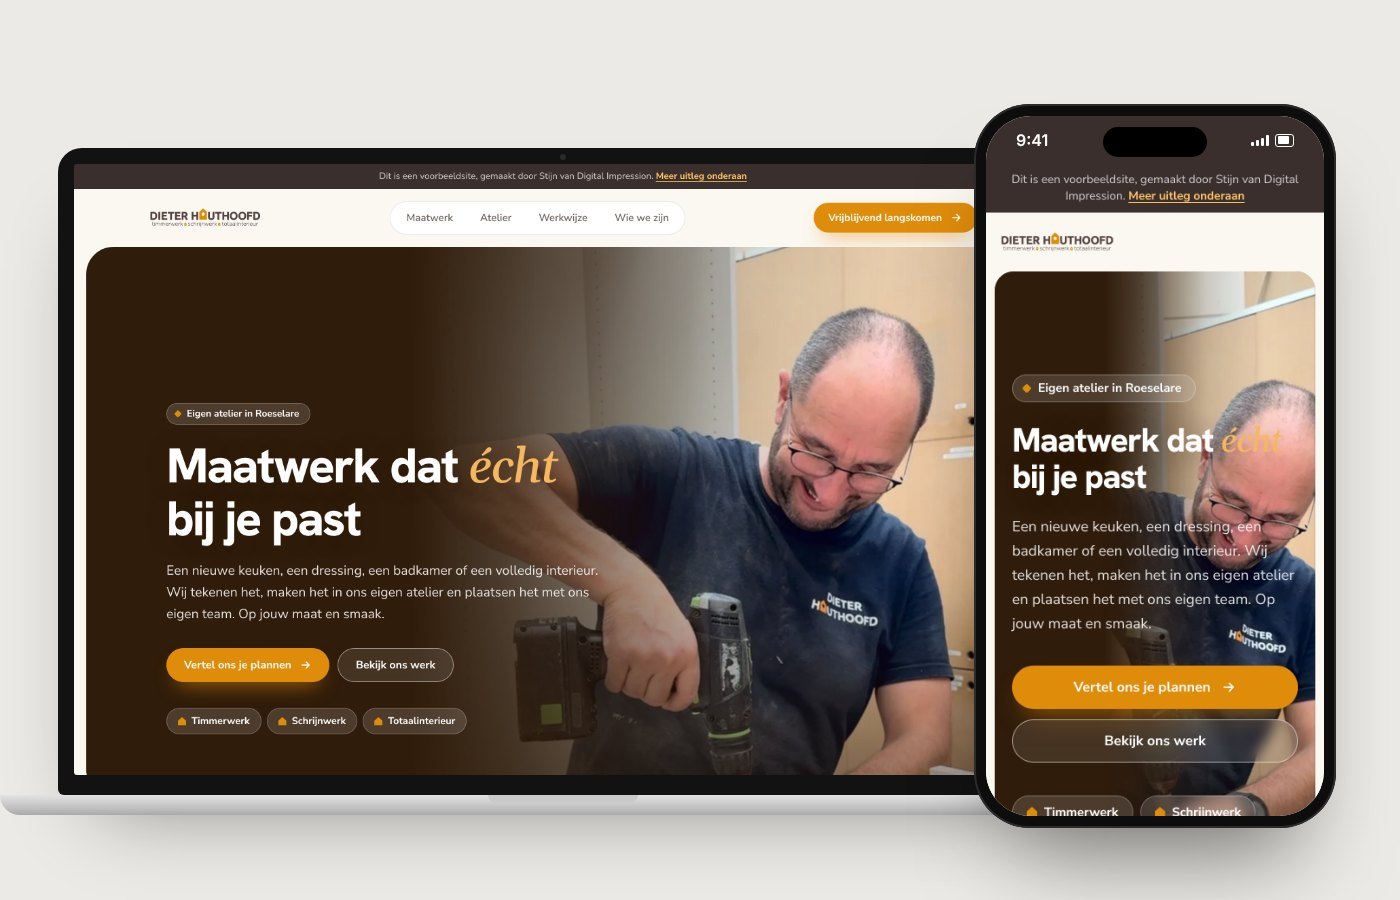 Dit is een voorbeeldsite, gemaakt door Stijn van Digital Impression. Meer uitleg onderaan
DIETER HOUTHOOFD
timmerwerk schrijnwerk totaalinterieur
Maatwerk
Atelier
Werkwijze
Wie we zijn
Vrijblijvend langskomen
Eigen atelier in Roeselare
Maatwerk dat écht
bij je past
Een nieuwe keuken, een dressing, een badkamer of een volledig interieur.
Wij tekenen het, maken het in ons eigen atelier en plaatsen het met ons
eigen team. Op jouw maat en smaak.
Vertel ons je plannen
Bekijk ons werk
Timmerwerk
Schrijnwerk
Totaalinterieur
DIETER
HOUTHOOFD
9:41
Dit is een voorbeeldsite, gemaakt door Stijn van Digital
Impression. Meer uitleg onderaan
DIETER HOUTHOOFD
timmerwerk schrijnwerk totaalinterieur
Eigen atelier in Roeselare
Maatwerk dat écht
bij je past
Een nieuwe keuken, een dressing, een
badkamer of een volledig interieur. Wij
tekenen het, maken het in ons eigen atelier
en plaatsen het met ons eigen team. Op
jouw maat en smaak.
DIETER
HOUTHOOFD
Vertel ons je plannen
Bekijk ons werk
Timmerwerk
Schrijnwerk